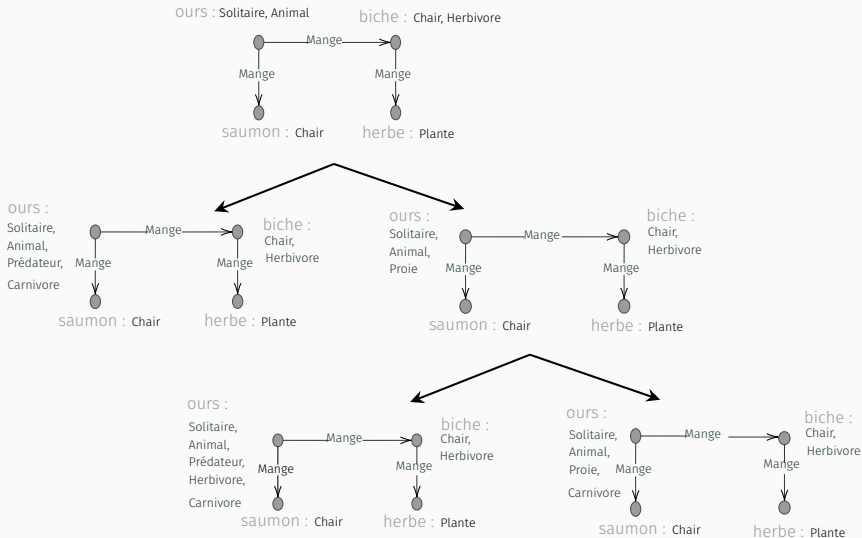 ours : Solitaire, Animal
biche : Chair, Herbivore
Mange
Mange
Mange
saumon : Chair
herbe : Plante
ours :
Solitaire,
Animal,
Prédateur,
Carnivore
Mange
Mange
Mange
biche :
Chair,
Herbivore
saumon : Chair
herbe : Plante
ours :
Solitaire,
Animal,
Proie
Mange
Mange
Mange
biche :
Chair,
Herbivore
saumon : Chair
herbe : Plante
ours :
Solitaire,
Animal,
Prédateur,
Herbivore,
Carnivore
Mange
Mange
Mange
biche :
Chair,
Herbivore
saumon : Chair
herbe : Plante
ours :
Solitaire,
Animal,
Proie,
Carnivore
Mange
Mange
Mange
biche :
Chair,
Herbivore
saumon : Chair
herbe : Plante